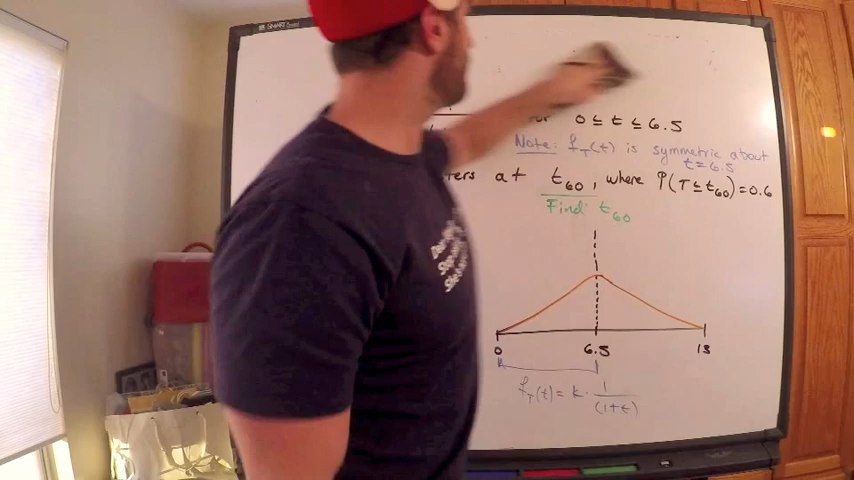 SMART
0 ≤ t ≤ 6.5
Note: f_T(t) is symmetric about
t = 6.5
at t_60, where P(T ≤ t_60) = 0.6
Find: t_60
0 6.5 13
f_T(t) = k · 1/(1+t)